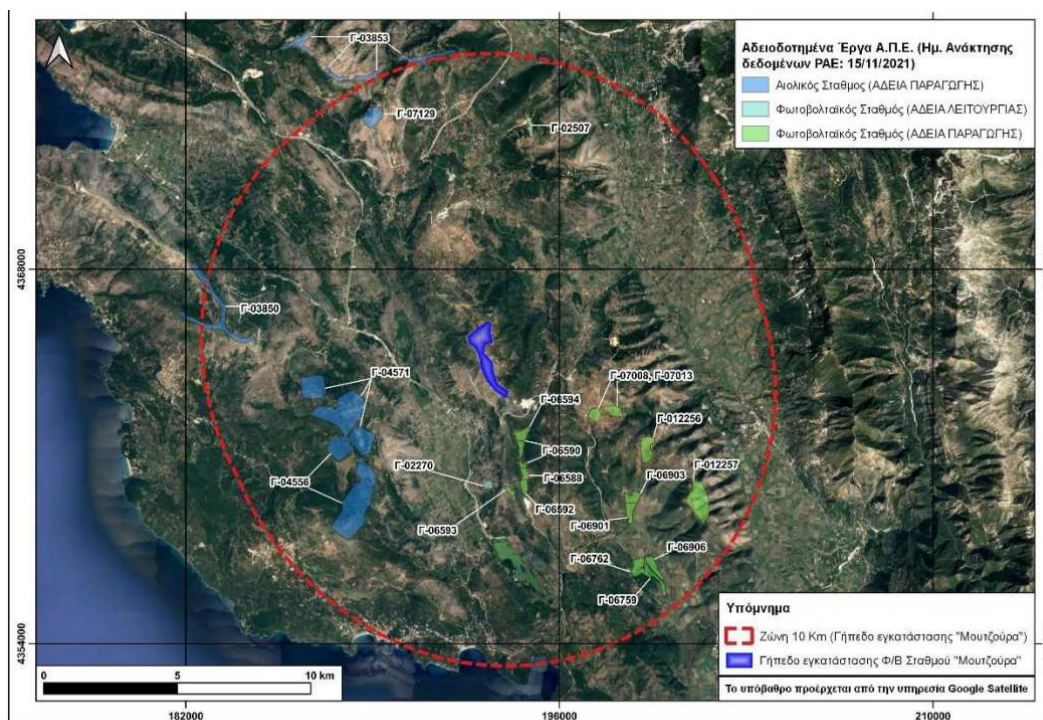 Αδειοδοτημένα Έργα Α.Π.Ε. (Ημ. Ανάκτησης
δεδομένων ΡΑΕ: 15/11/2021)
Αιολικός Σταθμος (ΑΔΕΙΑ ΠΑΡΑΓΩΓΗΣ)
Φωτοβολταϊκός Σταθμός (ΑΔΕΙΑ ΛΕΙΤΟΥΡΓΙΑΣ)
Φωτοβολταϊκός Σταθμός (ΑΔΕΙΑ ΠΑΡΑΓΩΓΗΣ)
Γ-03853
Γ-07129
Γ-02507
4368000
Γ-03850
Γ-04571
Γ-07008, Γ-07013
Γ-06594
Γ-012256
Γ-06590
Γ-02270
Γ-06903
Γ-012257
Γ-06588
Γ-04556
Γ-06592
Γ-06593
Γ-06901
Γ-06906
Γ-06762
Γ-06759
4354000
Υπόμνημα
Ζώνη 10 Km (Γήπεδο εγκατάστασης "Μουτζούρα")
Γήπεδο εγκατάστασης Φ/Β Σταθμού "Μουτζούρα"
Το υπόβαθρο προέρχεται από την υπηρεσία Google Satellite
0 5 10 km
182000 196000 210000